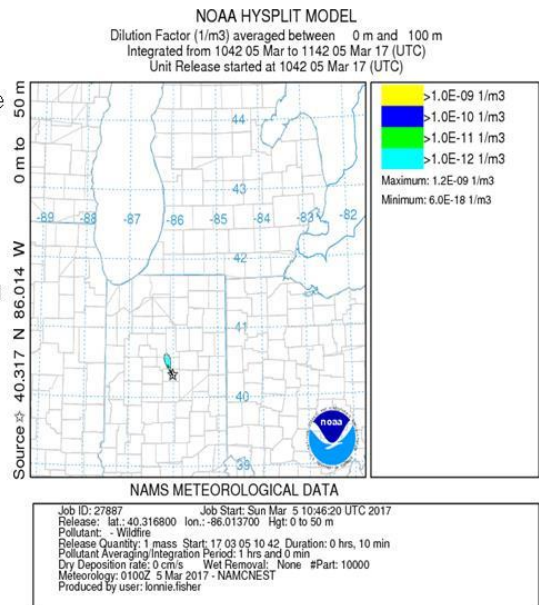 NOAA HYSPLIT MODEL
Dilution Factor (1/m3) averaged between 0 m and 100 m
Integrated from 1042 05 Mar to 1142 05 Mar 17 (UTC)
Unit Release started at 1042 05 Mar 17 (UTC)
Source ☆ 40.317 N 86.014 W 0 m to 50 m
44
43
-89 -88 -87 -86 -85 -84 -83 -82
42
41
40
39
noaa
>1.0E-09 1/m3
>1.0E-10 1/m3
>1.0E-11 1/m3
>1.0E-12 1/m3
Maximum: 1.2E-09 1/m3
Minimum: 6.0E-18 1/m3
NAMS METEOROLOGICAL DATA
Job ID: 27887 Job Start: Sun Mar 5 10:46:20 UTC 2017
Release: lat.: 40.316800 lon.: -86.013700 Hgt: 0 to 50 m
Pollutant: - Wildfire
Release Quantity: 1 mass Start: 17 03 05 10 42 Duration: 0 hrs, 10 min
Pollutant Averaging/Integration Period: 1 hrs and 0 min
Dry Deposition rate: 0 cm/s Wet Removal: None #Part: 10000
Meteorology: 0100Z 5 Mar 2017 - NAMCNEST
Produced by user: lonnie.fisher